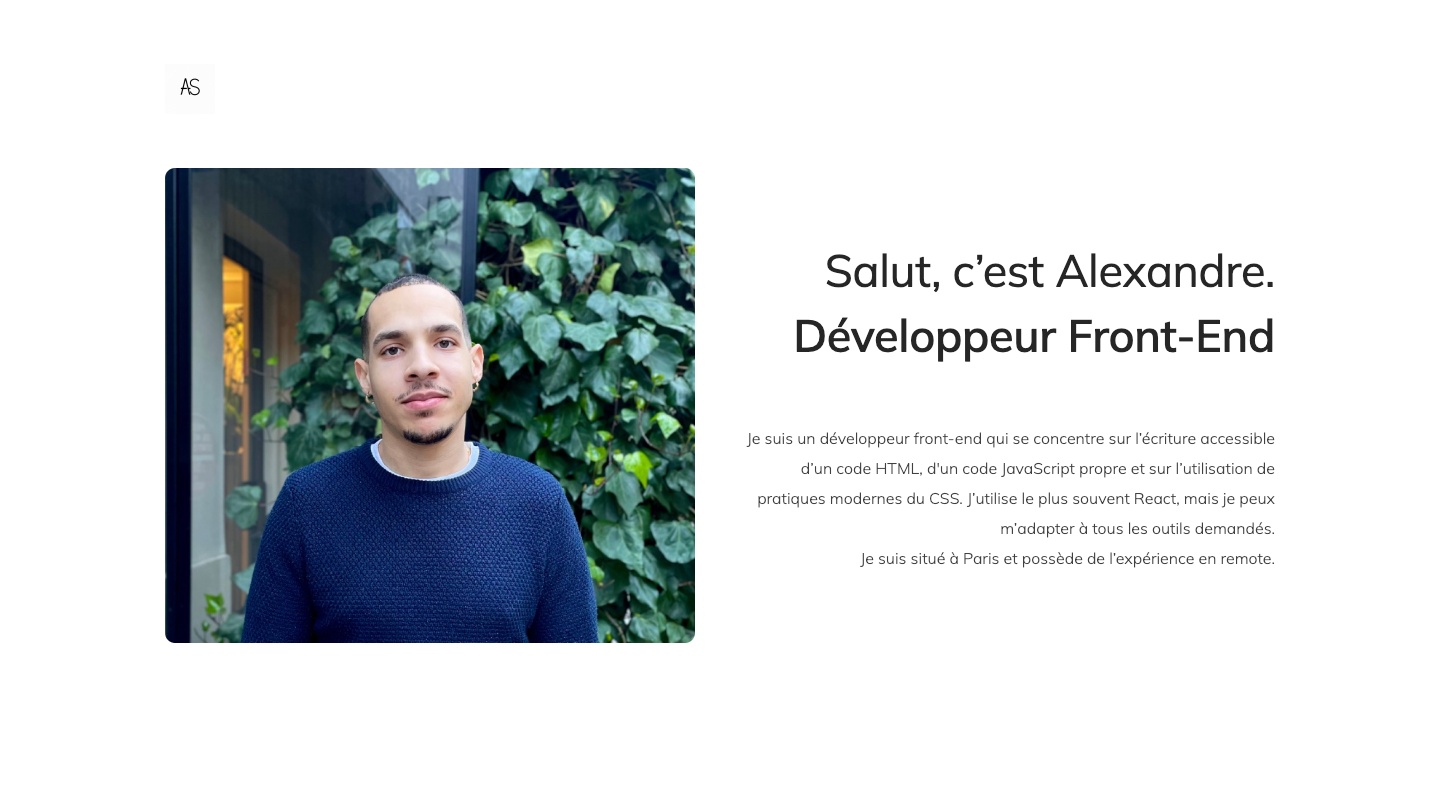 AS
Salut, c’est Alexandre.
Développeur Front-End
Je suis un développeur front-end qui se concentre sur l’écriture accessible
d’un code HTML, d'un code JavaScript propre et sur l’utilisation de
pratiques modernes du CSS. J’utilise le plus souvent React, mais je peux
m’adapter à tous les outils demandés.
Je suis situé à Paris et possède de l’expérience en remote.